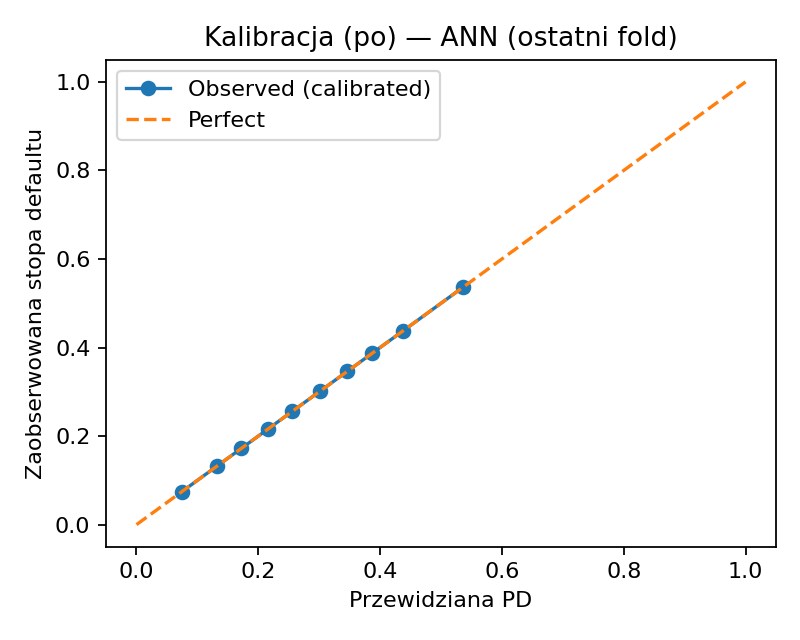 Kalibracja (po) — ANN (ostatni fold)
Observed (calibrated)
Perfect
Zaobserwowana stopa defaultu
1.0
0.8
0.6
0.4
0.2
0.0
0.0 0.2 0.4 0.6 0.8 1.0
Przewidziana PD